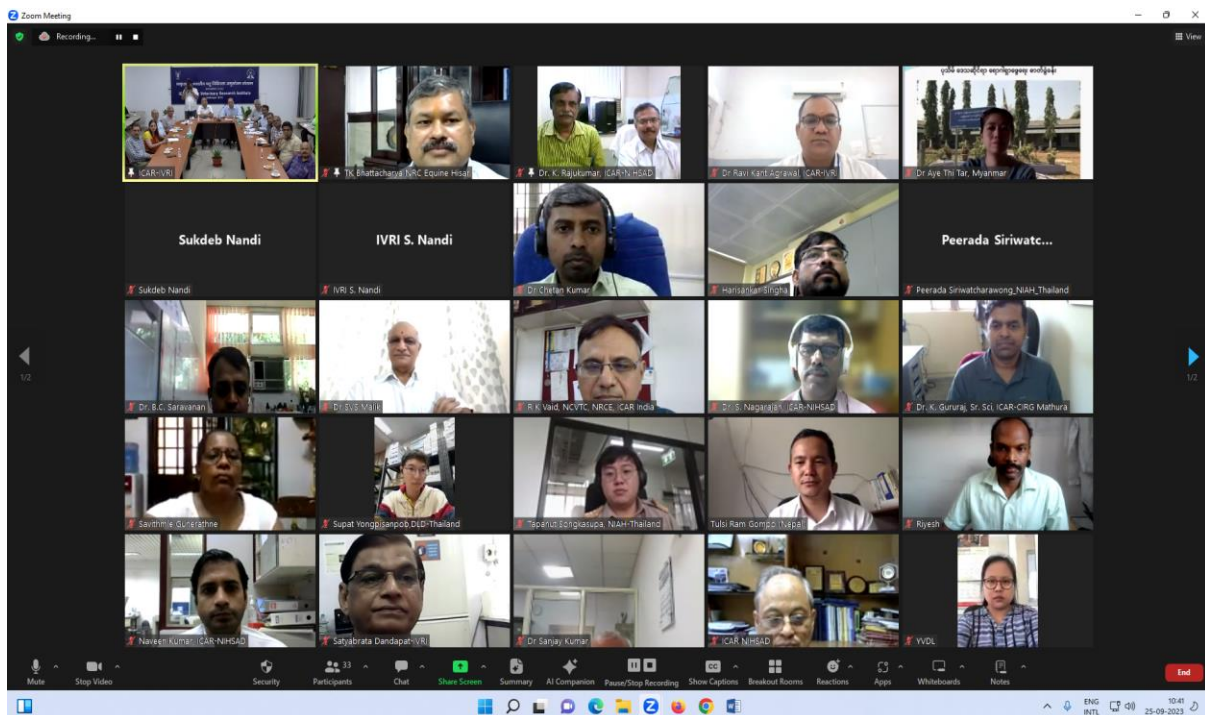 Zoom Meeting
Recording...
View
ICAR-IVRI
TK Bhattacharya NRC Equine Hisar
Dr. K. Rajukumar, ICAR-NIHSAD
Dr Ravi Kant Agrawal, ICAR-IVRI
Dr Aye Thi Tar, Myanmar
Sukdeb Nandi
IVRI S. Nandi
Peerada Siriwatc...
Sukdeb Nandi
IVRI S. Nandi
Dr Chetan Kumar
Harisankar Singha
Peerada Siriwatcharawong_NIAH_Thailand
1/2
1/2
Dr. B.C. Saravanan
Dr SVS Malik
R K Vaid, NCVTC, NRCE, ICAR India
Dr. S. Nagarajan, ICAR-NIHSAD
Dr. K. Gururaj, Sr. Sci, ICAR-CIRG Mathura
Savithmie Gunerathne
Supat Yongpisanpob,DLD-Thailand
Tapanut Songkasupa, NIAH-Thailand
Tulsi Ram Gompo (Nepal)
Riyesh
Naveen Kumar, ICAR-NIHSAD
Satyabrata Dandapat-IVRI
Dr Sanjay Kumar
ICAR NIHSAD
YVDL
Mute
Stop Video
Security
Participants
33
Chat
Share Screen
Summary
AI Companion
Pause/Stop Recording
CC
Show Captions
Breakout Rooms
Reactions
Apps
Whiteboards
Notes
End
ENG
INTL
10:41
25-09-2023